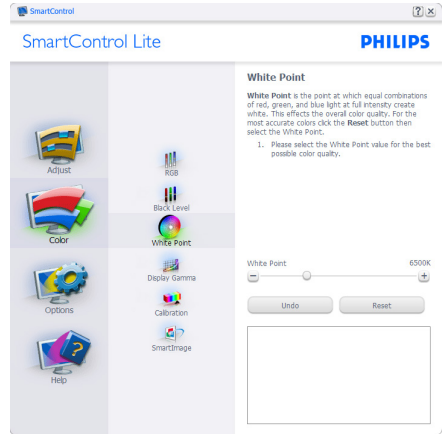 SmartControl
SmartControl Lite
PHILIPS
Adjust
Color
Options
Help
RGB
Black Level
White Point
Display Gamma
Calibration
SmartImage
White Point
White Point is the point at which equal combinations
of red, green, and blue light at full intensity create
white. This effects the overall color quality. For the
most accurate colors click the Reset button then
select the White Point.
1. Please select the White Point value for the best
possible color quality.
White Point 6500K
Undo Reset